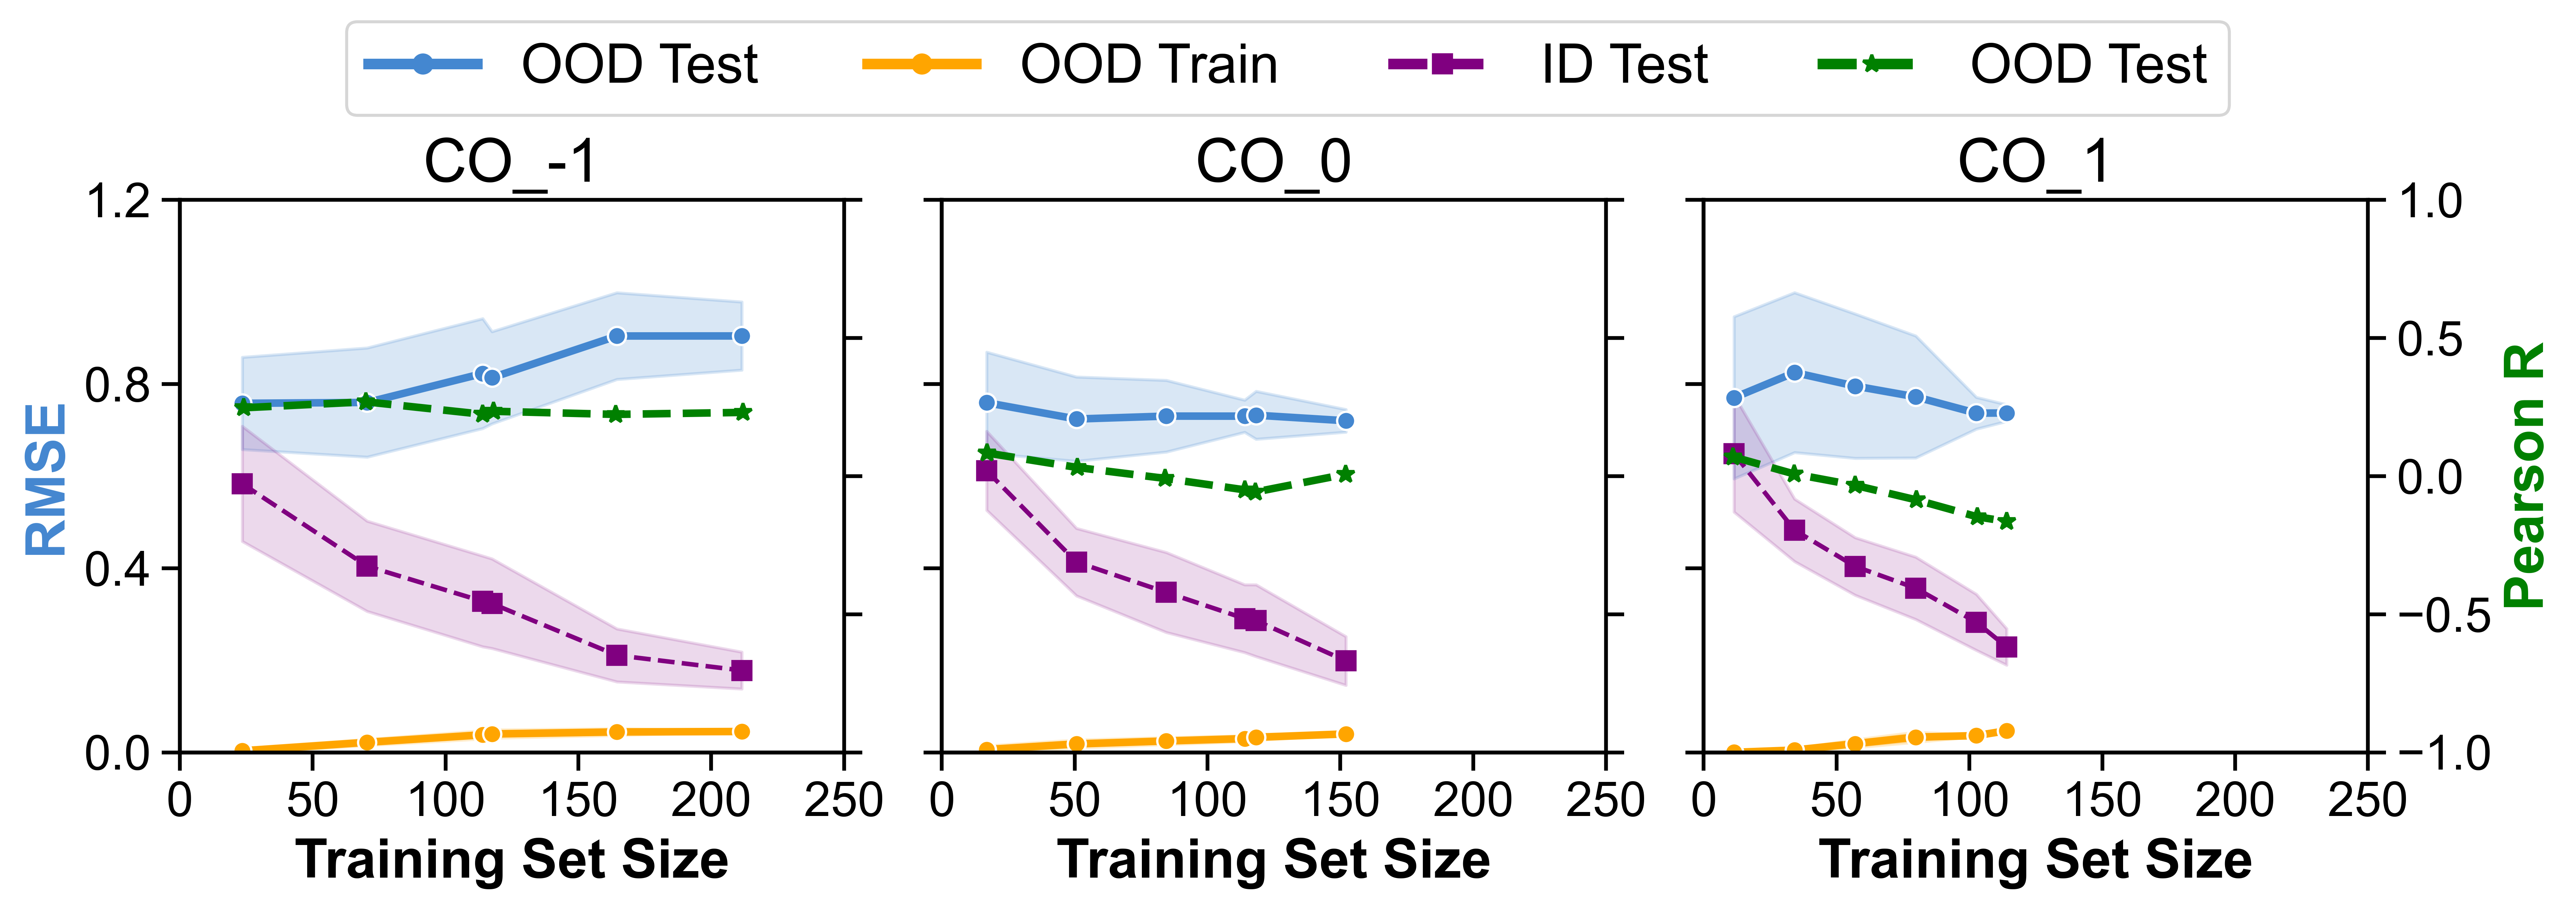 OOD Test OOD Train ID Test OOD Test
CO_-1 CO_0 CO_1
1.2 1.0
0.8 0.5
0.4 0.0
0.0 −0.5
−1.0
RMSE
Pearson R
0 50 100 150 200 250 0 50 100 150 200 250 0 50 100 150 200 250
Training Set Size Training Set Size Training Set Size